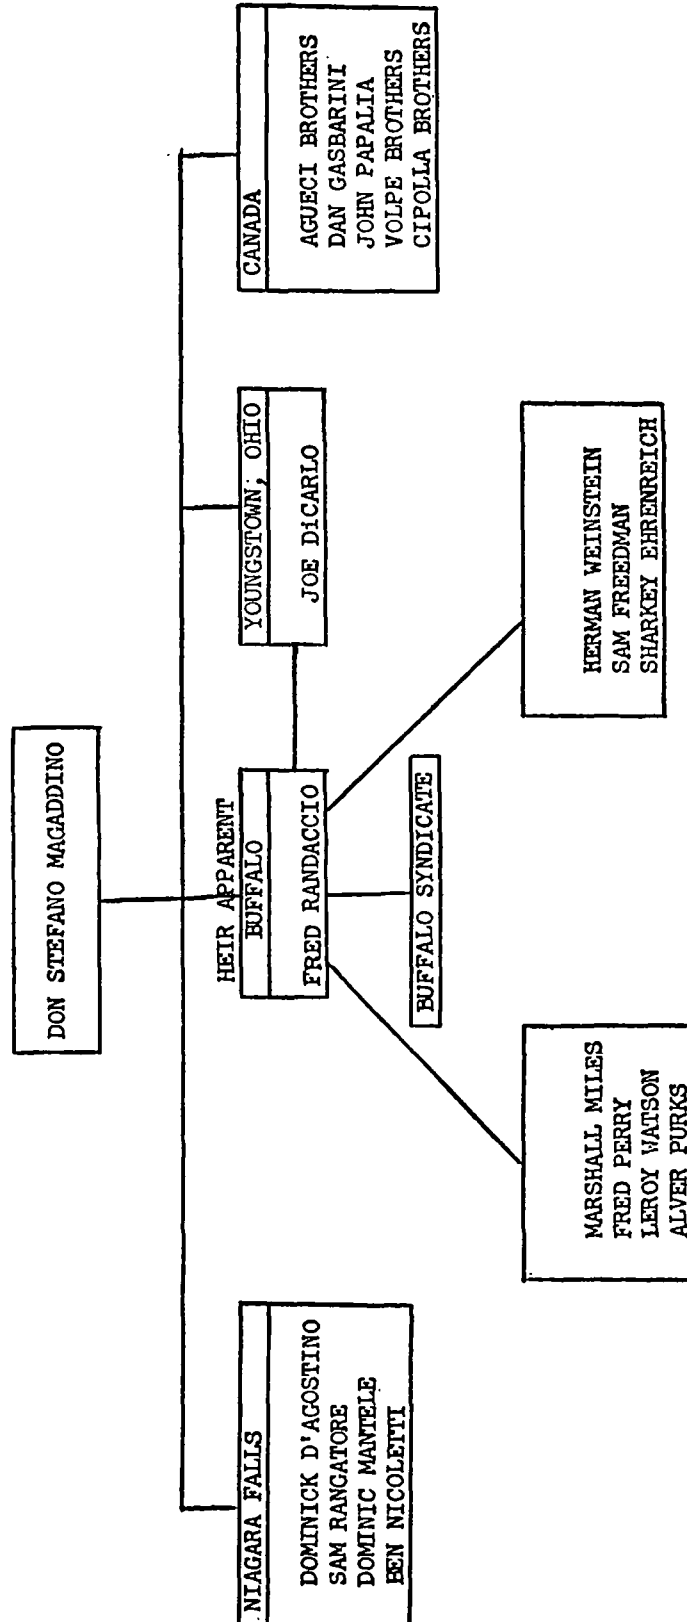 DON STEFANO MAGADDINO
NIAGARA FALLS
DOMINICK D'AGOSTINO
SAM RANGATORE
DOMINIC MANTELE
BEN NICOLETTI
HEIR APPARENT
BUFFALO
FRED RANDACCIO
YOUNGSTOWN, OHIO
JOE DiCARLO
CANADA
AGUECI BROTHERS
DAN GASBARINI
JOHN PAPALIA
VOLPE BROTHERS
CIPOLLA BROTHERS
BUFFALO SYNDICATE
MARSHALL MILES
FRED PERRY
LEROY WATSON
ALVER PURKS
HERMAN WEINSTEIN
SAM FREEDMAN
SHARKEY EHRENREICH